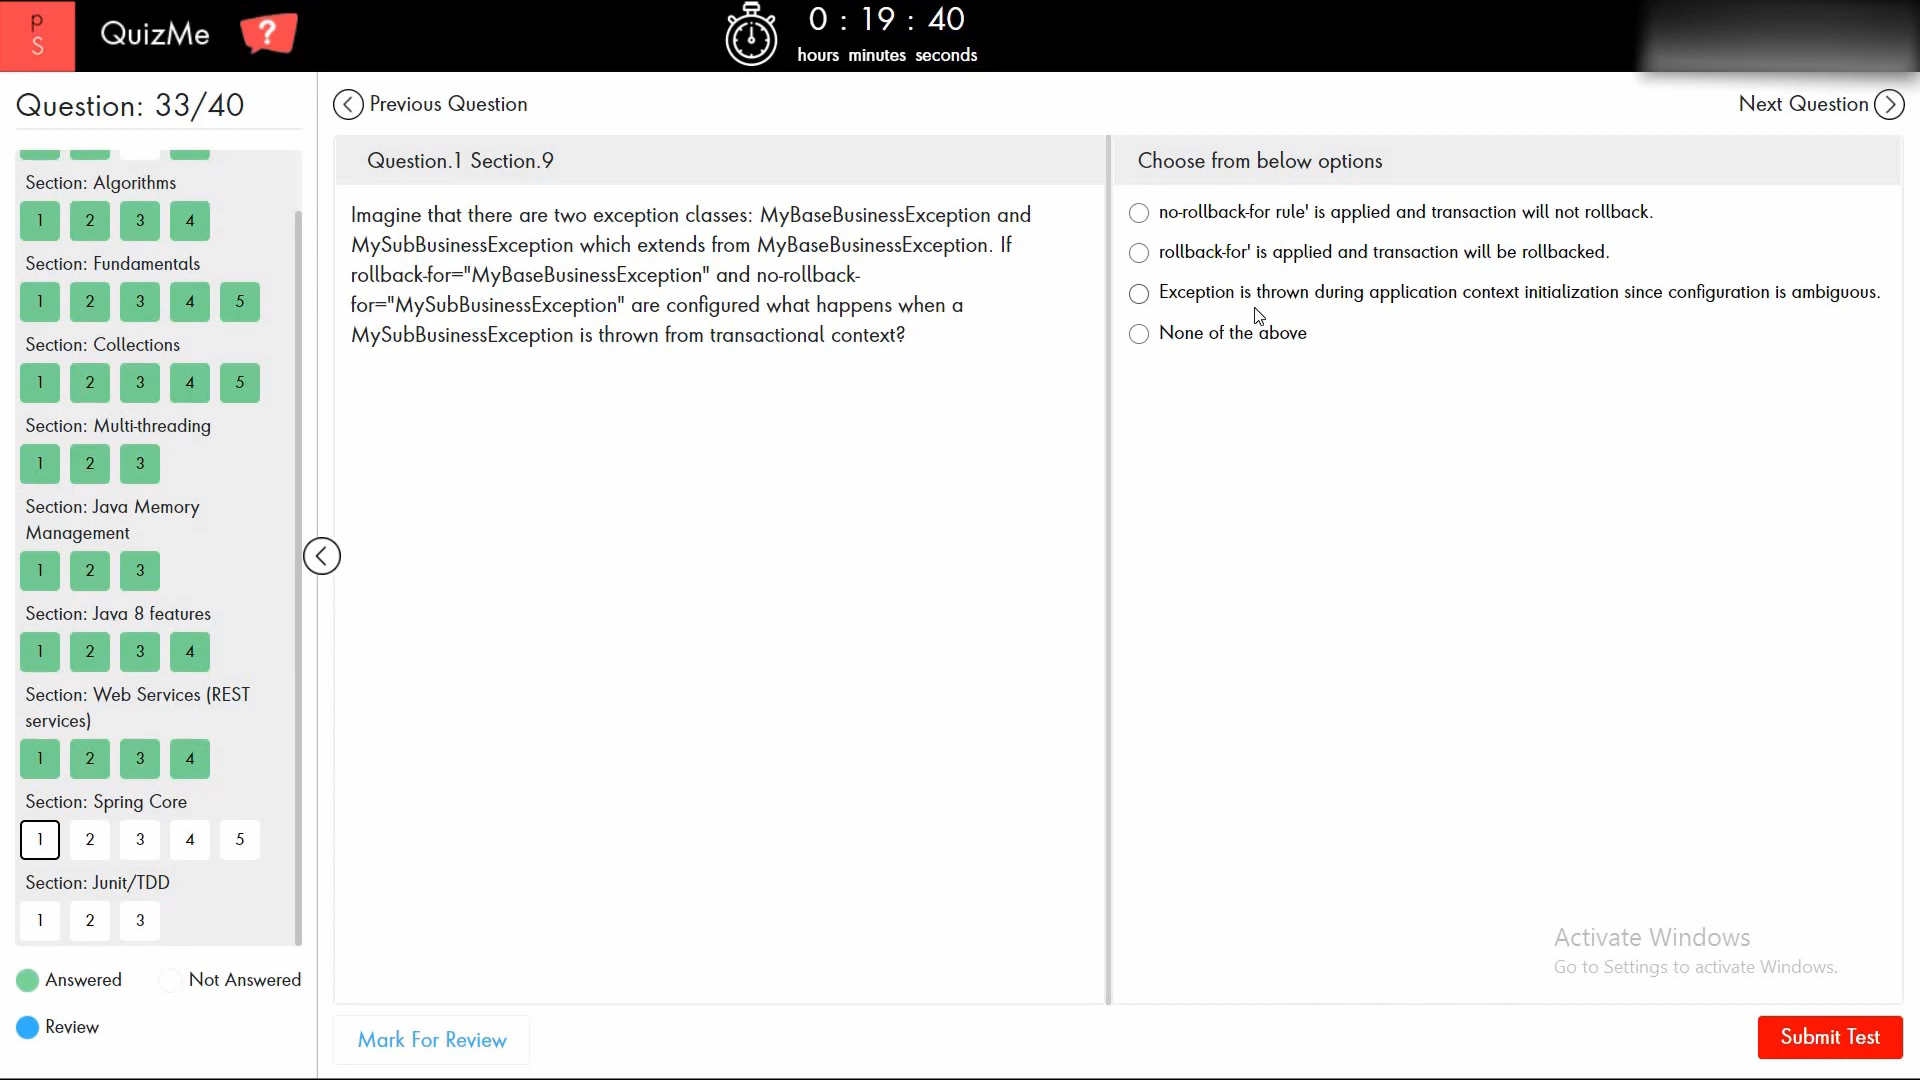 p
S
QuizMe
?
0 : 19 : 40
hours minutes seconds
Question: 33/40
Previous Question
Next Question
Section: Algorithms
1 2 3 4
Section: Fundamentals
1 2 3 4 5
Section: Collections
1 2 3 4 5
Section: Multi-threading
1 2 3
Section: Java Memory
Management
1 2 3
Section: Java 8 features
1 2 3 4
Section: Web Services (REST
services)
1 2 3 4
Section: Spring Core
1 2 3 4 5
Section: Junit/TDD
1 2 3
Answered Not Answered
Review
Question.1 Section.9
Imagine that there are two exception classes: MyBaseBusinessException and
MySubBusinessException which extends from MyBaseBusinessException. If
rollback-for="MyBaseBusinessException" and no-rollback-
for="MySubBusinessException" are configured what happens when a
MySubBusinessException is thrown from transactional context?
Choose from below options
no-rollback-for rule' is applied and transaction will not rollback.
rollback-for' is applied and transaction will be rollbacked.
Exception is thrown during application context initialization since configuration is ambiguous.
None of the above
Activate Windows
Go to Settings to activate Windows.
Mark For Review
Submit Test